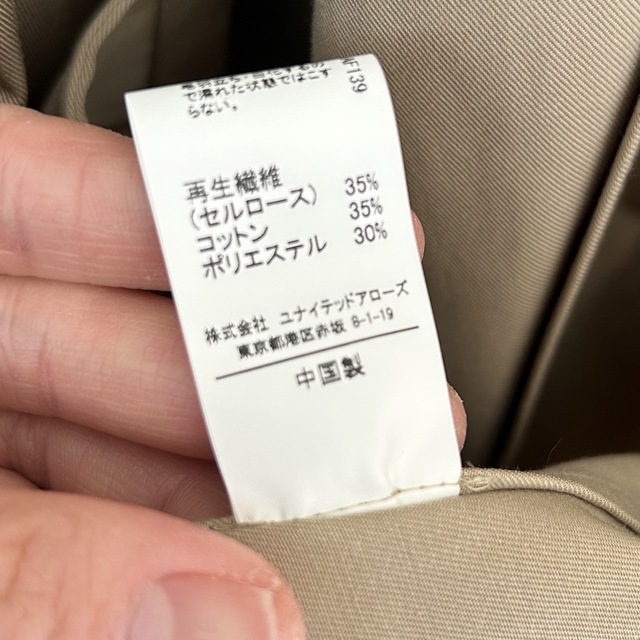 で濡れた状態ではこす
らない。
再生繊維
(セルロース) 35%
コットン 35%
ポリエステル 30%
株式会社 ユナイテッドアローズ
東京都港区赤坂 8-1-19
中国製